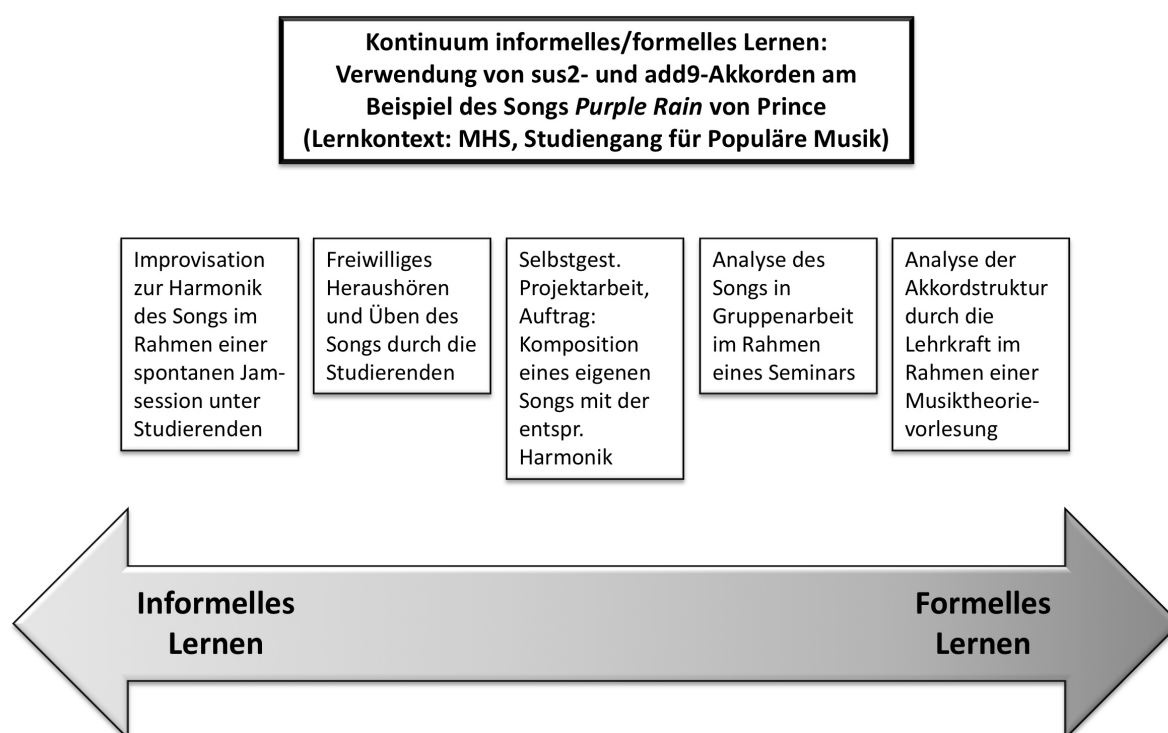 Kontinuum informelles/formelles Lernen:
Verwendung von sus2- und add9-Akkorden am
Beispiel des Songs Purple Rain von Prince
(Lernkontext: MHS, Studiengang für Populäre Musik)
Improvisation
zur Harmonik
des Songs im
Rahmen einer
spontanen Jam-
session unter
Studierenden
Freiwilliges
Heraushören
und Üben des
Songs durch die
Studierenden
Selbstgest.
Projektarbeit,
Auftrag:
Komposition
eines eigenen
Songs mit der
entspr.
Harmonik
Analyse des
Songs in
Gruppenarbeit
im Rahmen
eines Seminars
Analyse der
Akkordstruktur
durch die
Lehrkraft im
Rahmen einer
Musiktheorie-
vorlesung
Informelles
Lernen
Formelles
Lernen